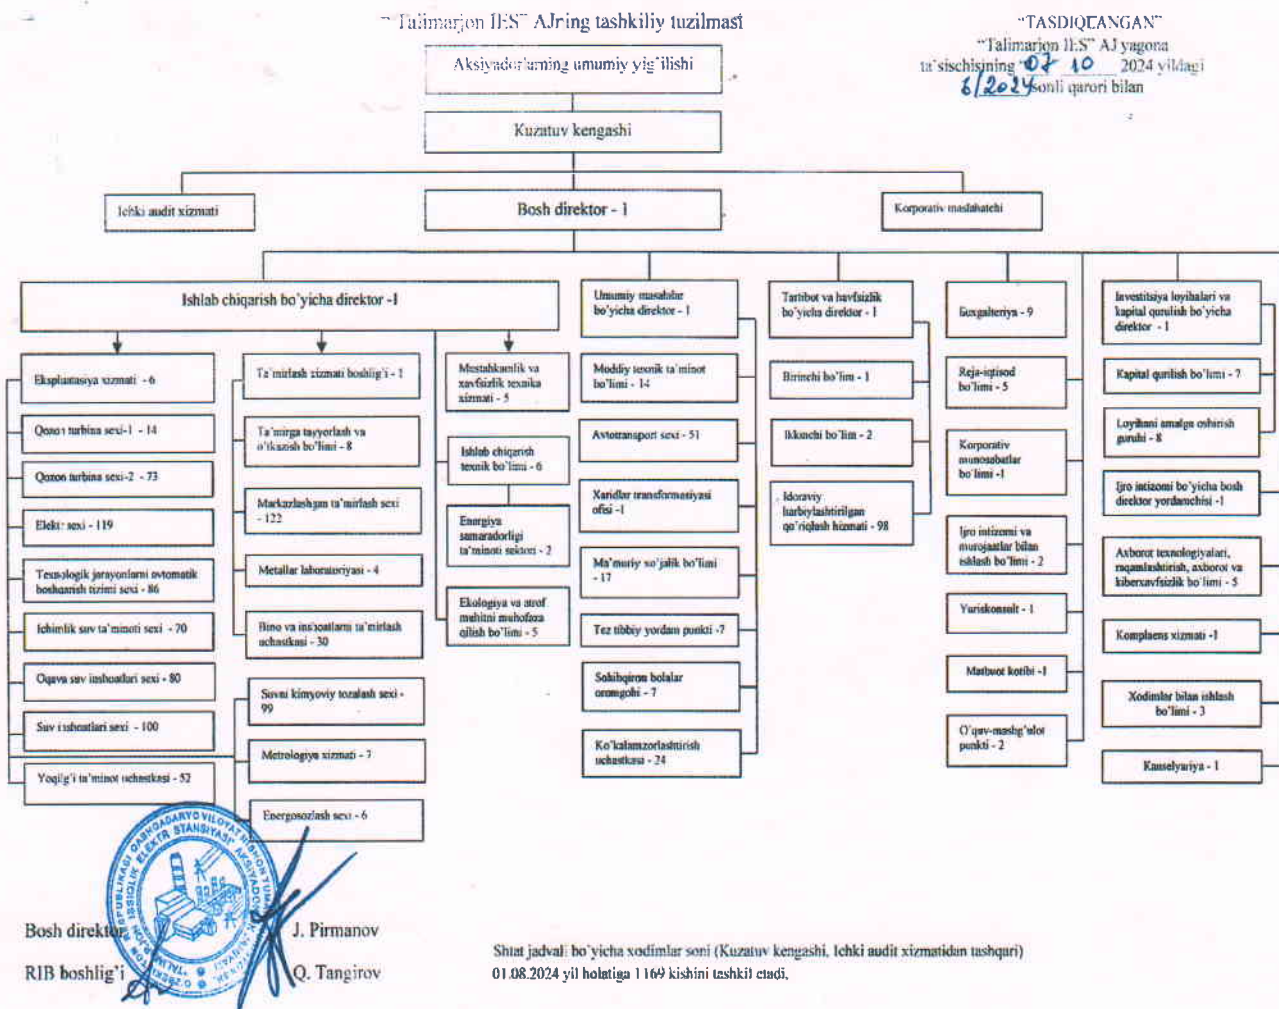 "Talimarjon IES" AJning tashkiliy tuzilmasi
"TASDIQLANGAN"
"Talimarjon IES" AJ yagona
ta'sischisining "07 10 2024 yildagi
6/2024 sonli qarori bilan
Aksiyadorlarning umumiy yig'ilishi
Kuzatuv kengashi
Ichki audit xizmati
Bosh direktor - 1
Korporativ maslahatchi
Ishlab chiqarish bo'yicha direktor -1
Ekspluatasiya xizmati - 6
Qozon turbina sexi-1 - 14
Qozon turbina sexi-2 - 73
Elektr sexi - 119
Texnologik jarayonlarni avtomatik
boshqarish tizimi sexi - 86
Ichimlik suv ta'minoti sexi - 70
Oqava suv inshoatlari sexi - 80
Suv inshoatlari sexi - 100
Yoqilg'i ta'minot uchastkasi - 52
Ta'mirlash xizmati boshlig'i - 1
Ta'mirga tayyorlash va
o'tkazish bo'limi - 8
Markazlashgan ta'mirlash sexi
- 122
Metallar laboratoriyasi - 4
Bino va inshoatlarni ta'mirlash
uchastkasi - 30
Suvni kimyoviy tozalash sexi -
99
Metrologiya xizmati - 7
Energosozlash sexi - 6
Mustahkamlik va
xavfsizlik texnika
xizmati - 5
Ishlab chiqarish
texnik bo'limi - 6
Energiya
samaradorligi
ta'minoti sektori - 2
Ekologiya va atrof
muhitni muhofaza
qilish bo'limi - 5
Umumiy masalalar
bo'yicha direktor - 1
Moddiy texnik ta'minot
bo'limi - 14
Avtotransport sexi - 51
Xaridlar transformasiyasi
ofisi -1
Ma'muriy xo'jalik bo'limi
- 17
Tez tibbiy yordam punkti -7
Sohibqiron bolalar
oromgohi - 7
Ko'kalamzorlashtirish
uchastkasi - 24
Tartibot va havfsizlik
bo'yicha direktor - 1
Birinchi bo'lim - 1
Ikkinchi bo'lim - 2
Idoraviy
harbiylashtirilgan
qo'riqlash hizmati - 98
Buxgalteriya - 9
Reja-iqtisod
bo'limi - 5
Korporativ
munosabatlar
bo'limi -1
Ijro intizomi va
murojaatlar bilan
ishlash bo'limi - 2
Yuriskonsult - 1
Matbuot kotibi -1
O'quv-mashg'ulot
punkti - 2
Investitsiya loyihalari va
kapital qurulish bo'yicha
direktor - 1
Kapital qurilish bo'limi - 7
Loyihani amalga oshirish
guruhi - 8
Ijro intizomi bo'yicha bosh
direktor yordamchisi -1
Axborot texnologiyalari,
raqamlashtirish, axborot va
kiberxavfsizlik bo'limi - 5
Komplaens xizmati -1
Xodimlar bilan ishlash
bo'limi - 3
Kanselyariya - 1
Bosh direktor
J. Pirmanov
RIB boshlig'i
Q. Tangirov
Shtat jadvali bo'yicha xodimlar soni (Kuzatuv kengashi, Ichki audit xizmatidan tashqari)
01.08.2024 yil holatiga 1169 kishini tashkil etadi.